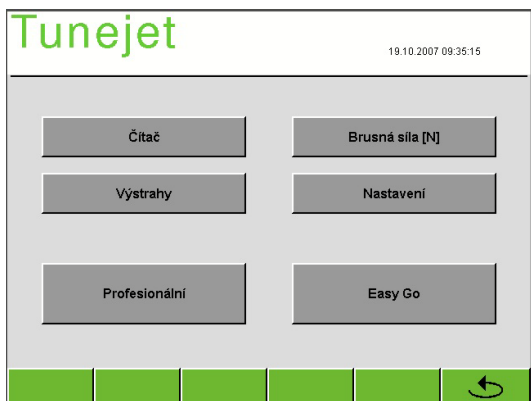 Tunejet
19.10.2007 09:35:15
Čítač
Brusná síla [N]
Výstrahy
Nastavení
Profesionální
Easy Go